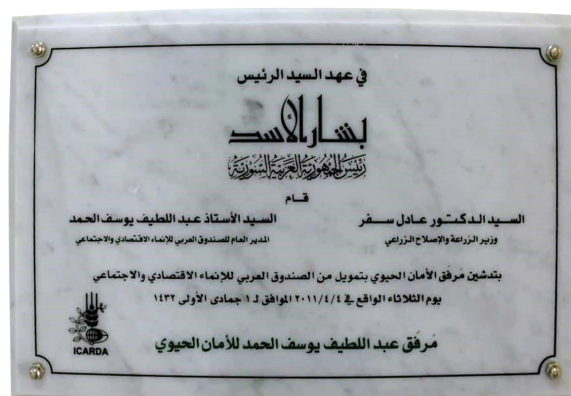 في عهد السيد الرئيس
بشار الأسد
رئيس الجمهورية العربية السورية
قام
السيد الدكتور عادل سفر
وزير الزراعة والإصلاح الزراعي
السيد الأستاذ عبد اللطيف يوسف الحمد
المدير العام للصندوق العربي للإنماء الاقتصادي والاجتماعي
بتدشين مرفق الأمان الحيوي بتمويل من الصندوق العربي للإنماء الاقتصادي والاجتماعي
يوم الثلاثاء الواقع في ٢٠١١/٤/٤ الموافق لـ ١ جمادى الأولى ١٤٣٢
مرفق عبد اللطيف يوسف الحمد للأمان الحيوي
ICARDA